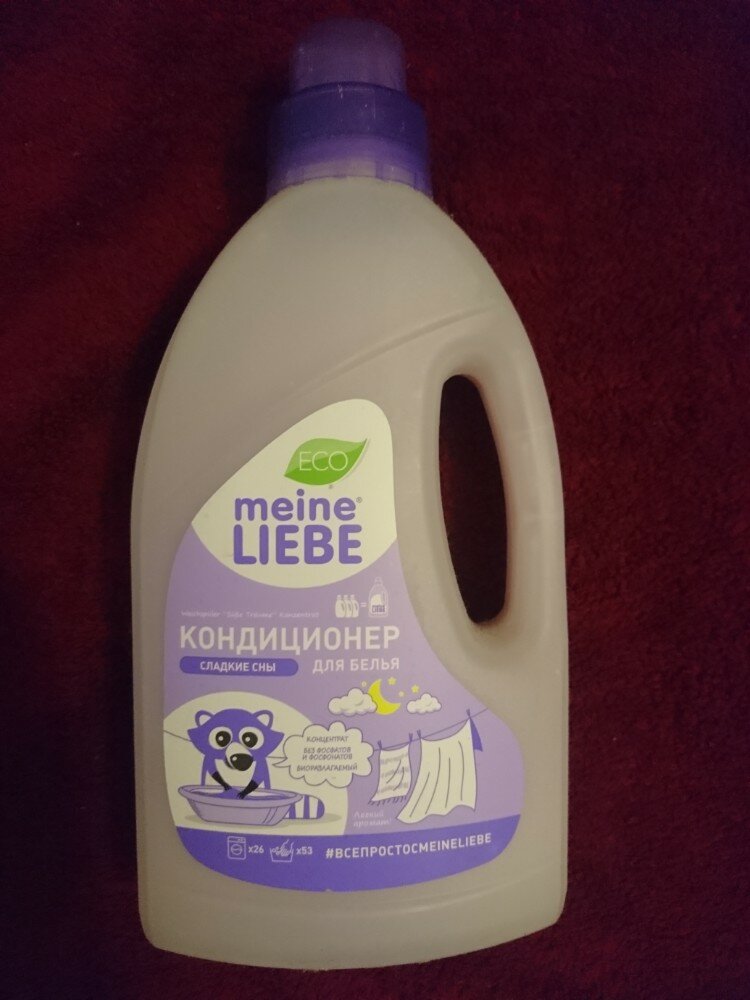 ECO
meine®
LIEBE
Weichspüler "Süße Träume" Konzentrat
КОНДИЦИОНЕР
СЛАДКИЕ СНЫ ДЛЯ БЕЛЬЯ
КОНЦЕНТРАТ
БЕЗ ФОСФАТОВ
И ФОСФОНАТОВ
БИОРАЗЛАГАЕМЫЙ
Легкий
аромат!
x26 x53 #ВСЕПРОСТОСMEINELIEBE